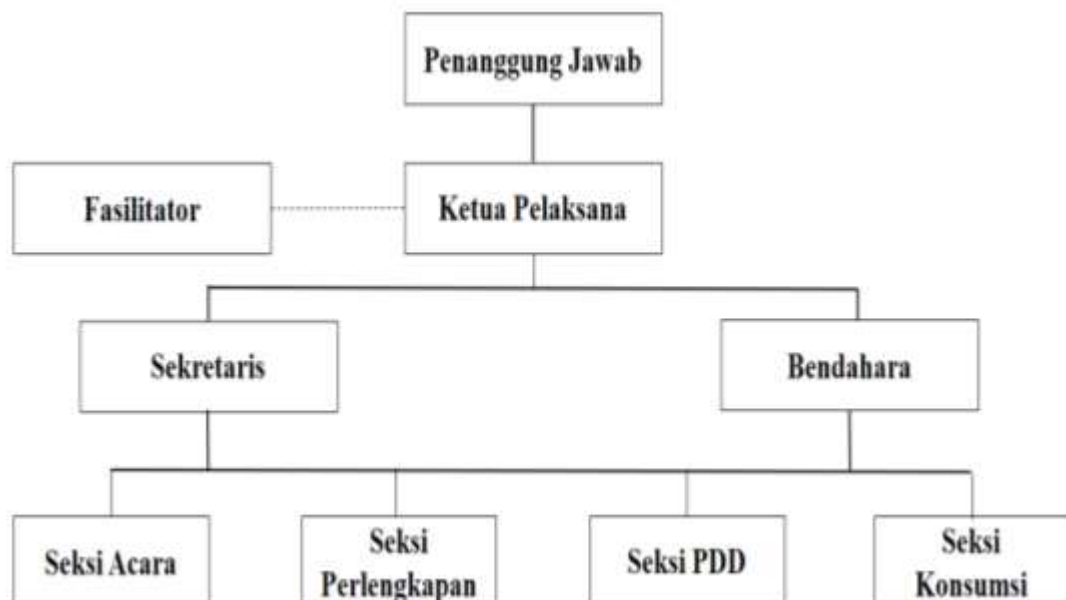 Penanggung Jawab
Fasilitator
Ketua Pelaksana
Sekretaris
Bendahara
Seksi Acara
Seksi
Perlengkapan
Seksi PDD
Seksi
Konsumsi